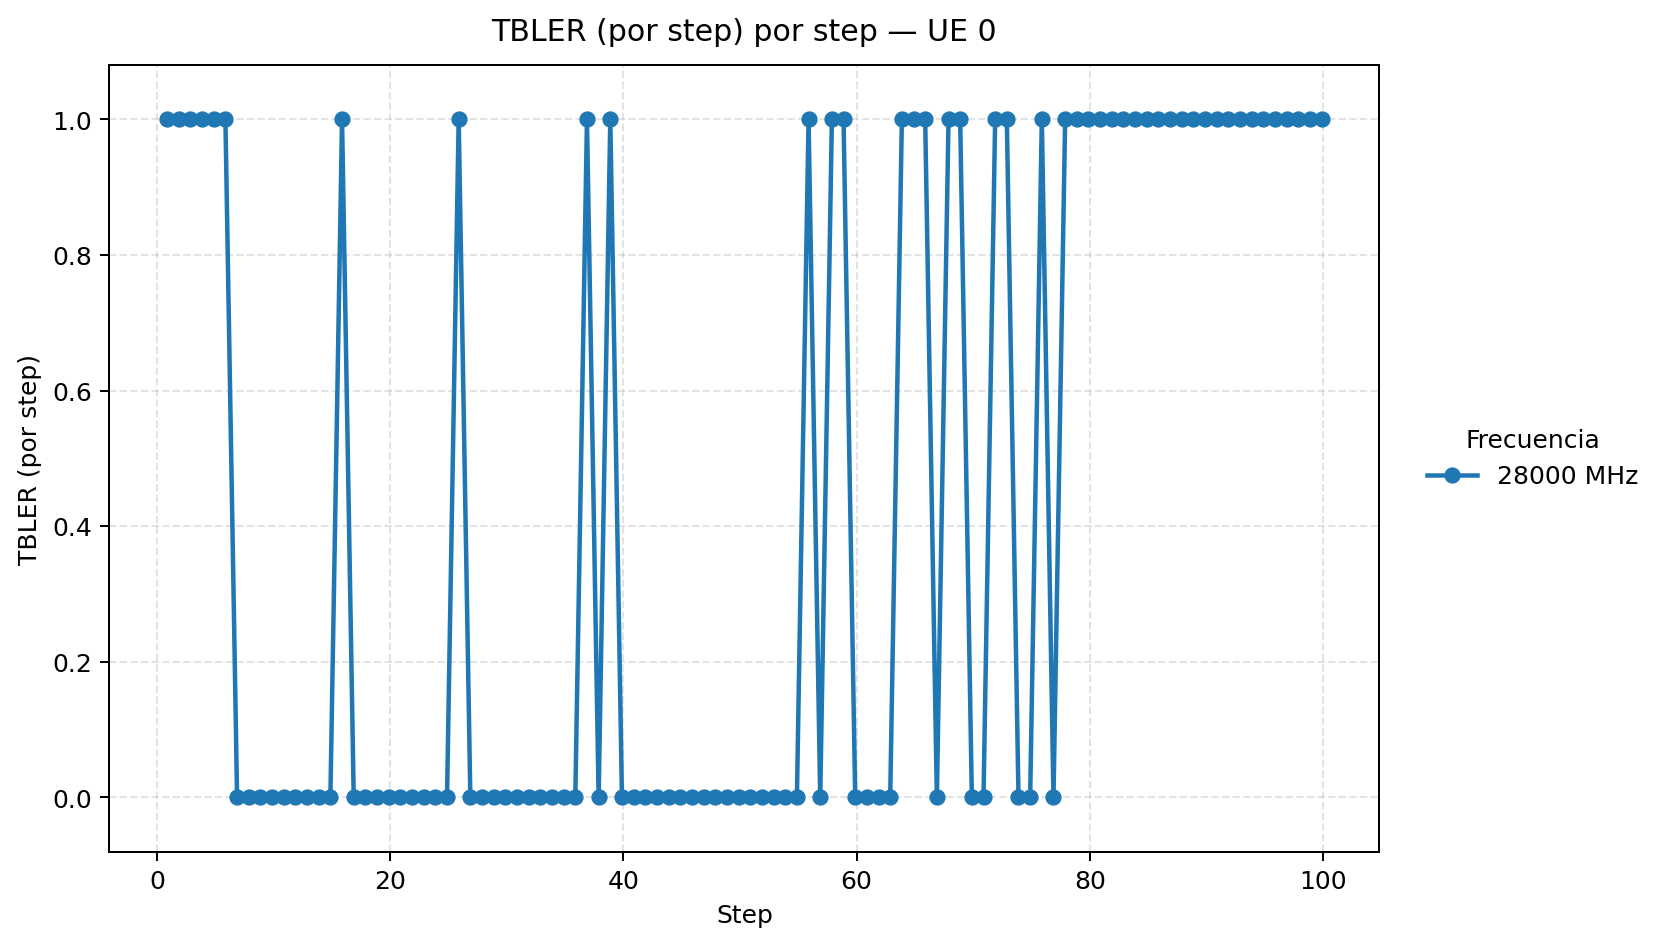 TBLER (por step) por step — UE 0
1.0
0.8
0.6
0.4
0.2
0.0
TBLER (por step)
0 20 40 60 80 100
Step
Frecuencia
28000 MHz